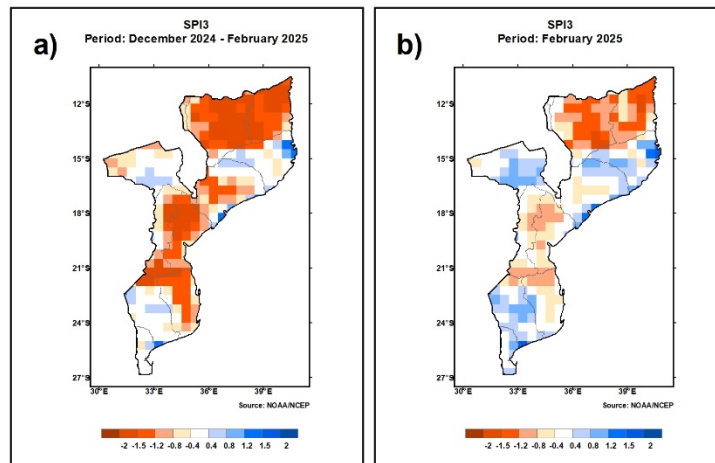 a)
SPI3
Period: December 2024 - February 2025
12°S
15°S
18°S
21°S
24°S
27°S
30°E
33°E
36°E
39°E
Source: NOAA/NCEP
-2 -1.5 -1.2 -0.8 -0.4 0.4 0.8 1.2 1.5 2
b)
SPI3
Period: February 2025
12°S
15°S
18°S
21°S
24°S
27°S
30°E
33°E
36°E
39°E
Source: NOAA/NCEP
-2 -1.5 -1.2 -0.8 -0.4 0.4 0.8 1.2 1.5 2